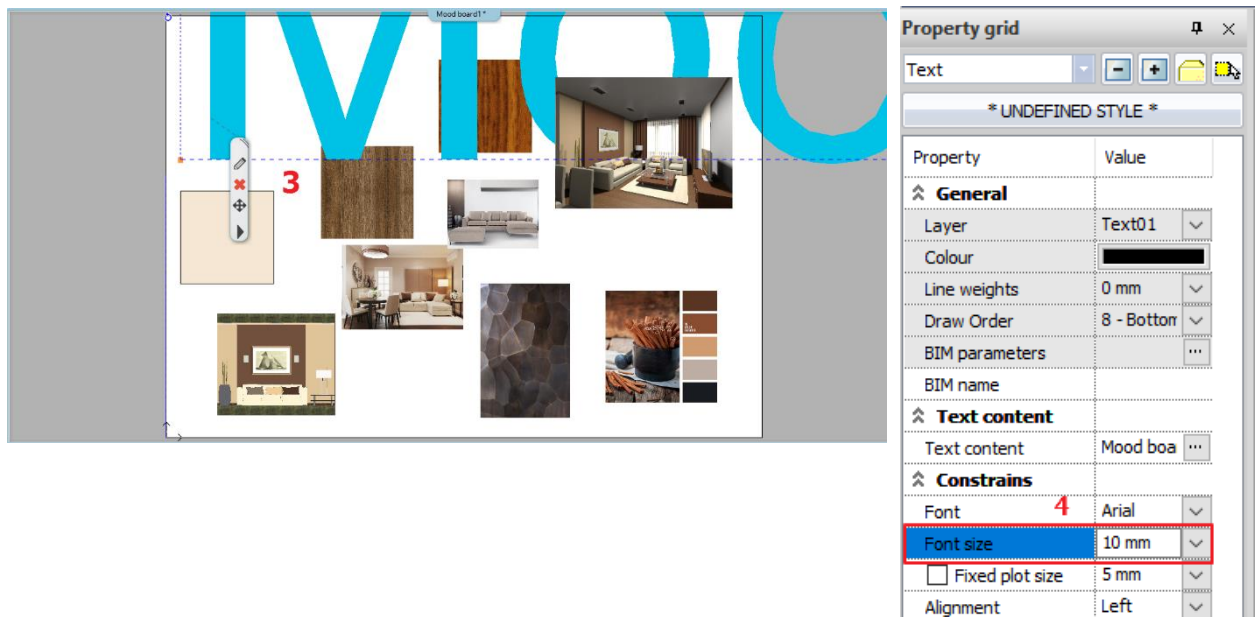 Mood board1 *
Moo
3
Property grid
Text
* UNDEFINED STYLE *
Property Value
General
Layer Text01
Colour
Line weights 0 mm
Draw Order 8 - Bottom
BIM parameters ...
BIM name
Text content
Text content Mood boa ...
Constrains
4
Font Arial
Font size 10 mm
Fixed plot size 5 mm
Alignment Left